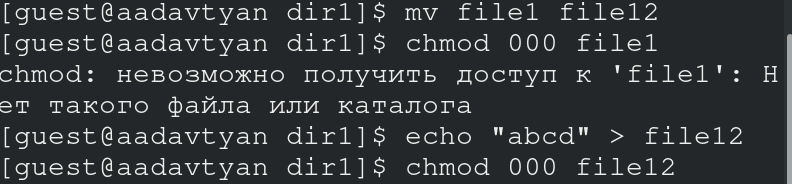 [guest@aadavtyan dir1]$ mv file1 file12
[guest@aadavtyan dir1]$ chmod 000 file1
chmod: невозможно получить доступ к 'file1': Н
ет такого файла или каталога
[guest@aadavtyan dir1]$ echo "abcd" > file12
[guest@aadavtyan dir1]$ chmod 000 file12